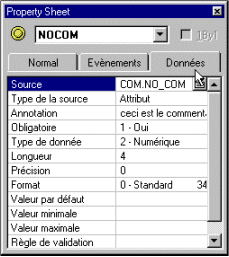 Property Sheet
NOCOM
1Byl
Normal Evènements Données
Source COM.NO_COM
Type de la source Attribut
Annotation ceci est le comment
Obligatoire 1 - Oui
Type de donnée 2 - Numérique
Longueur 4
Précision 0
Format 0 - Standard 34
Valeur par défaut
Valeur minimale
Valeur maximale
Règle de validation